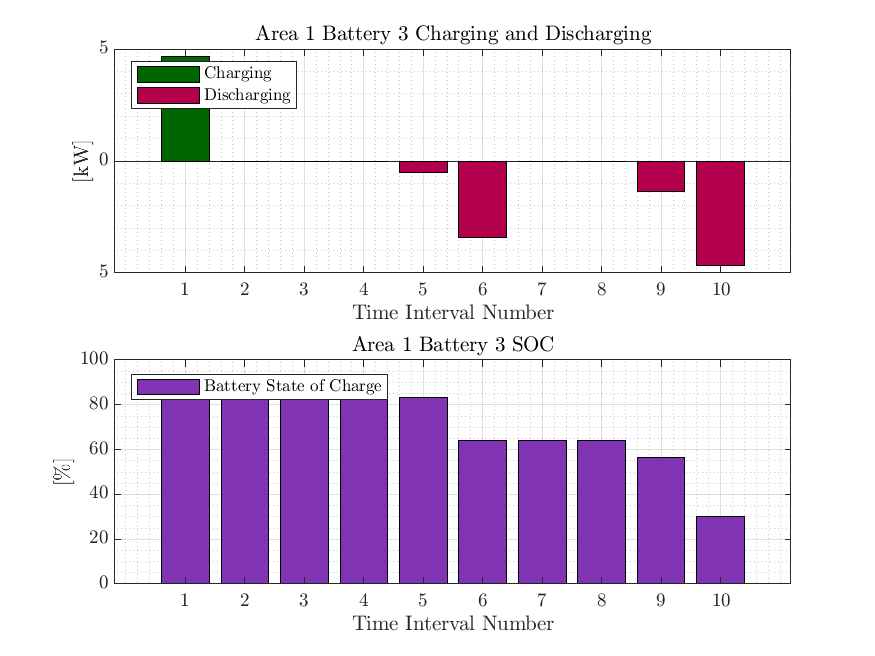 Area 1 Battery 3 Charging and Discharging
5
Charging
Discharging
0
[kW]
5
1 2 3 4 5 6 7 8 9 10
Time Interval Number
Area 1 Battery 3 SOC
100
Battery State of Charge
80
60
[%]
40
20
0
1 2 3 4 5 6 7 8 9 10
Time Interval Number